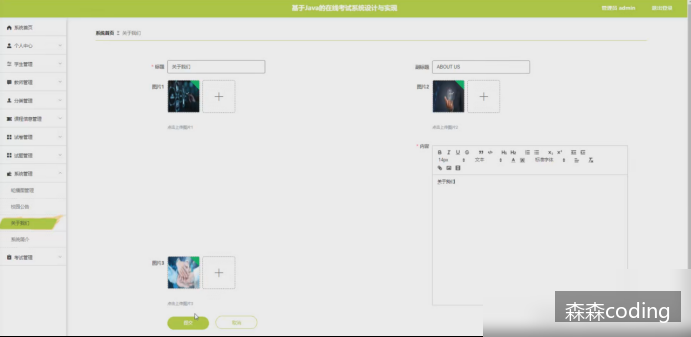 基于Java的在线考试系统设计与实现
管理员 admin
退出登录
系统首页
个人中心
学生管理
教师管理
分类管理
课程信息管理
试卷管理
试题管理
系统管理
轮播图管理
校园公告
关于我们
系统简介
考试管理
系统首页
关于我们
* 标题
关于我们
副标题
ABOUT US
图片1
点击上传图片1
图片2
点击上传图片2
* 内容
14px
文本
标准字体
关于我们
图片3
点击上传图片3
提交
取消
森森coding